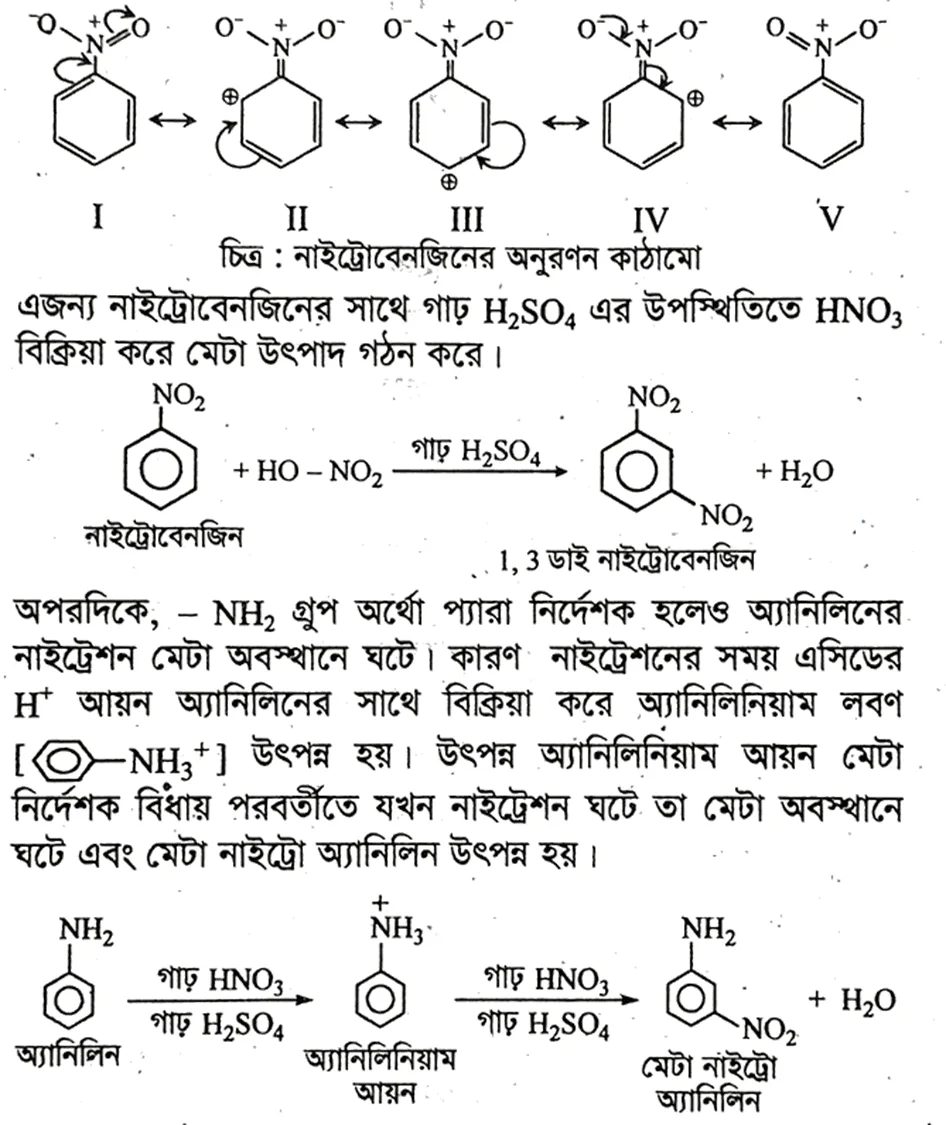 ⁻O N⁺ O O⁻ N⁺ O⁻ O⁻ N⁺ O⁻ O⁻ N⁺ O⁻ O N⁺ O⁻
⊕ ⊕ ⊕
I II III IV V
চিত্র : নাইট্রোবেনজিনের অনুরণন কাঠামো
এজন্য নাইট্রোবেনজিনের সাথে গাঢ় H₂SO₄ এর উপস্থিতিতে HNO₃
বিক্রিয়া করে মেটা উৎপাদ গঠন করে।
NO₂ NO₂
+ HO – NO₂ গাঢ় H₂SO₄ + H₂O
NO₂
নাইট্রোবেনজিন
1, 3 ডাই নাইট্রোবেনজিন
অপরদিকে, – NH₂ গ্রুপ অর্থো প্যারা নির্দেশক হলেও অ্যানিলিনের
নাইট্রেশন মেটা অবস্থানে ঘটে। কারণ নাইট্রেশনের সময় এসিডের
H⁺ আয়ন অ্যানিলিনের সাথে বিক্রিয়া করে অ্যানিলিনিয়াম লবণ
[ –NH₃⁺ ] উৎপন্ন হয়। উৎপন্ন অ্যানিলিনিয়াম আয়ন মেটা
নির্দেশক বিধায় পরবর্তীতে যখন নাইট্রেশন ঘটে তা মেটা অবস্থানে
ঘটে এবং মেটা নাইট্রো অ্যানিলিন উৎপন্ন হয়।
NH₂ +NH₃ NH₂
গাঢ় HNO₃ গাঢ় HNO₃
গাঢ় H₂SO₄ গাঢ় H₂SO₄ + H₂O
NO₂
অ্যানিলিন অ্যানিলিনিয়াম মেটা নাইট্রো
আয়ন অ্যানিলিন